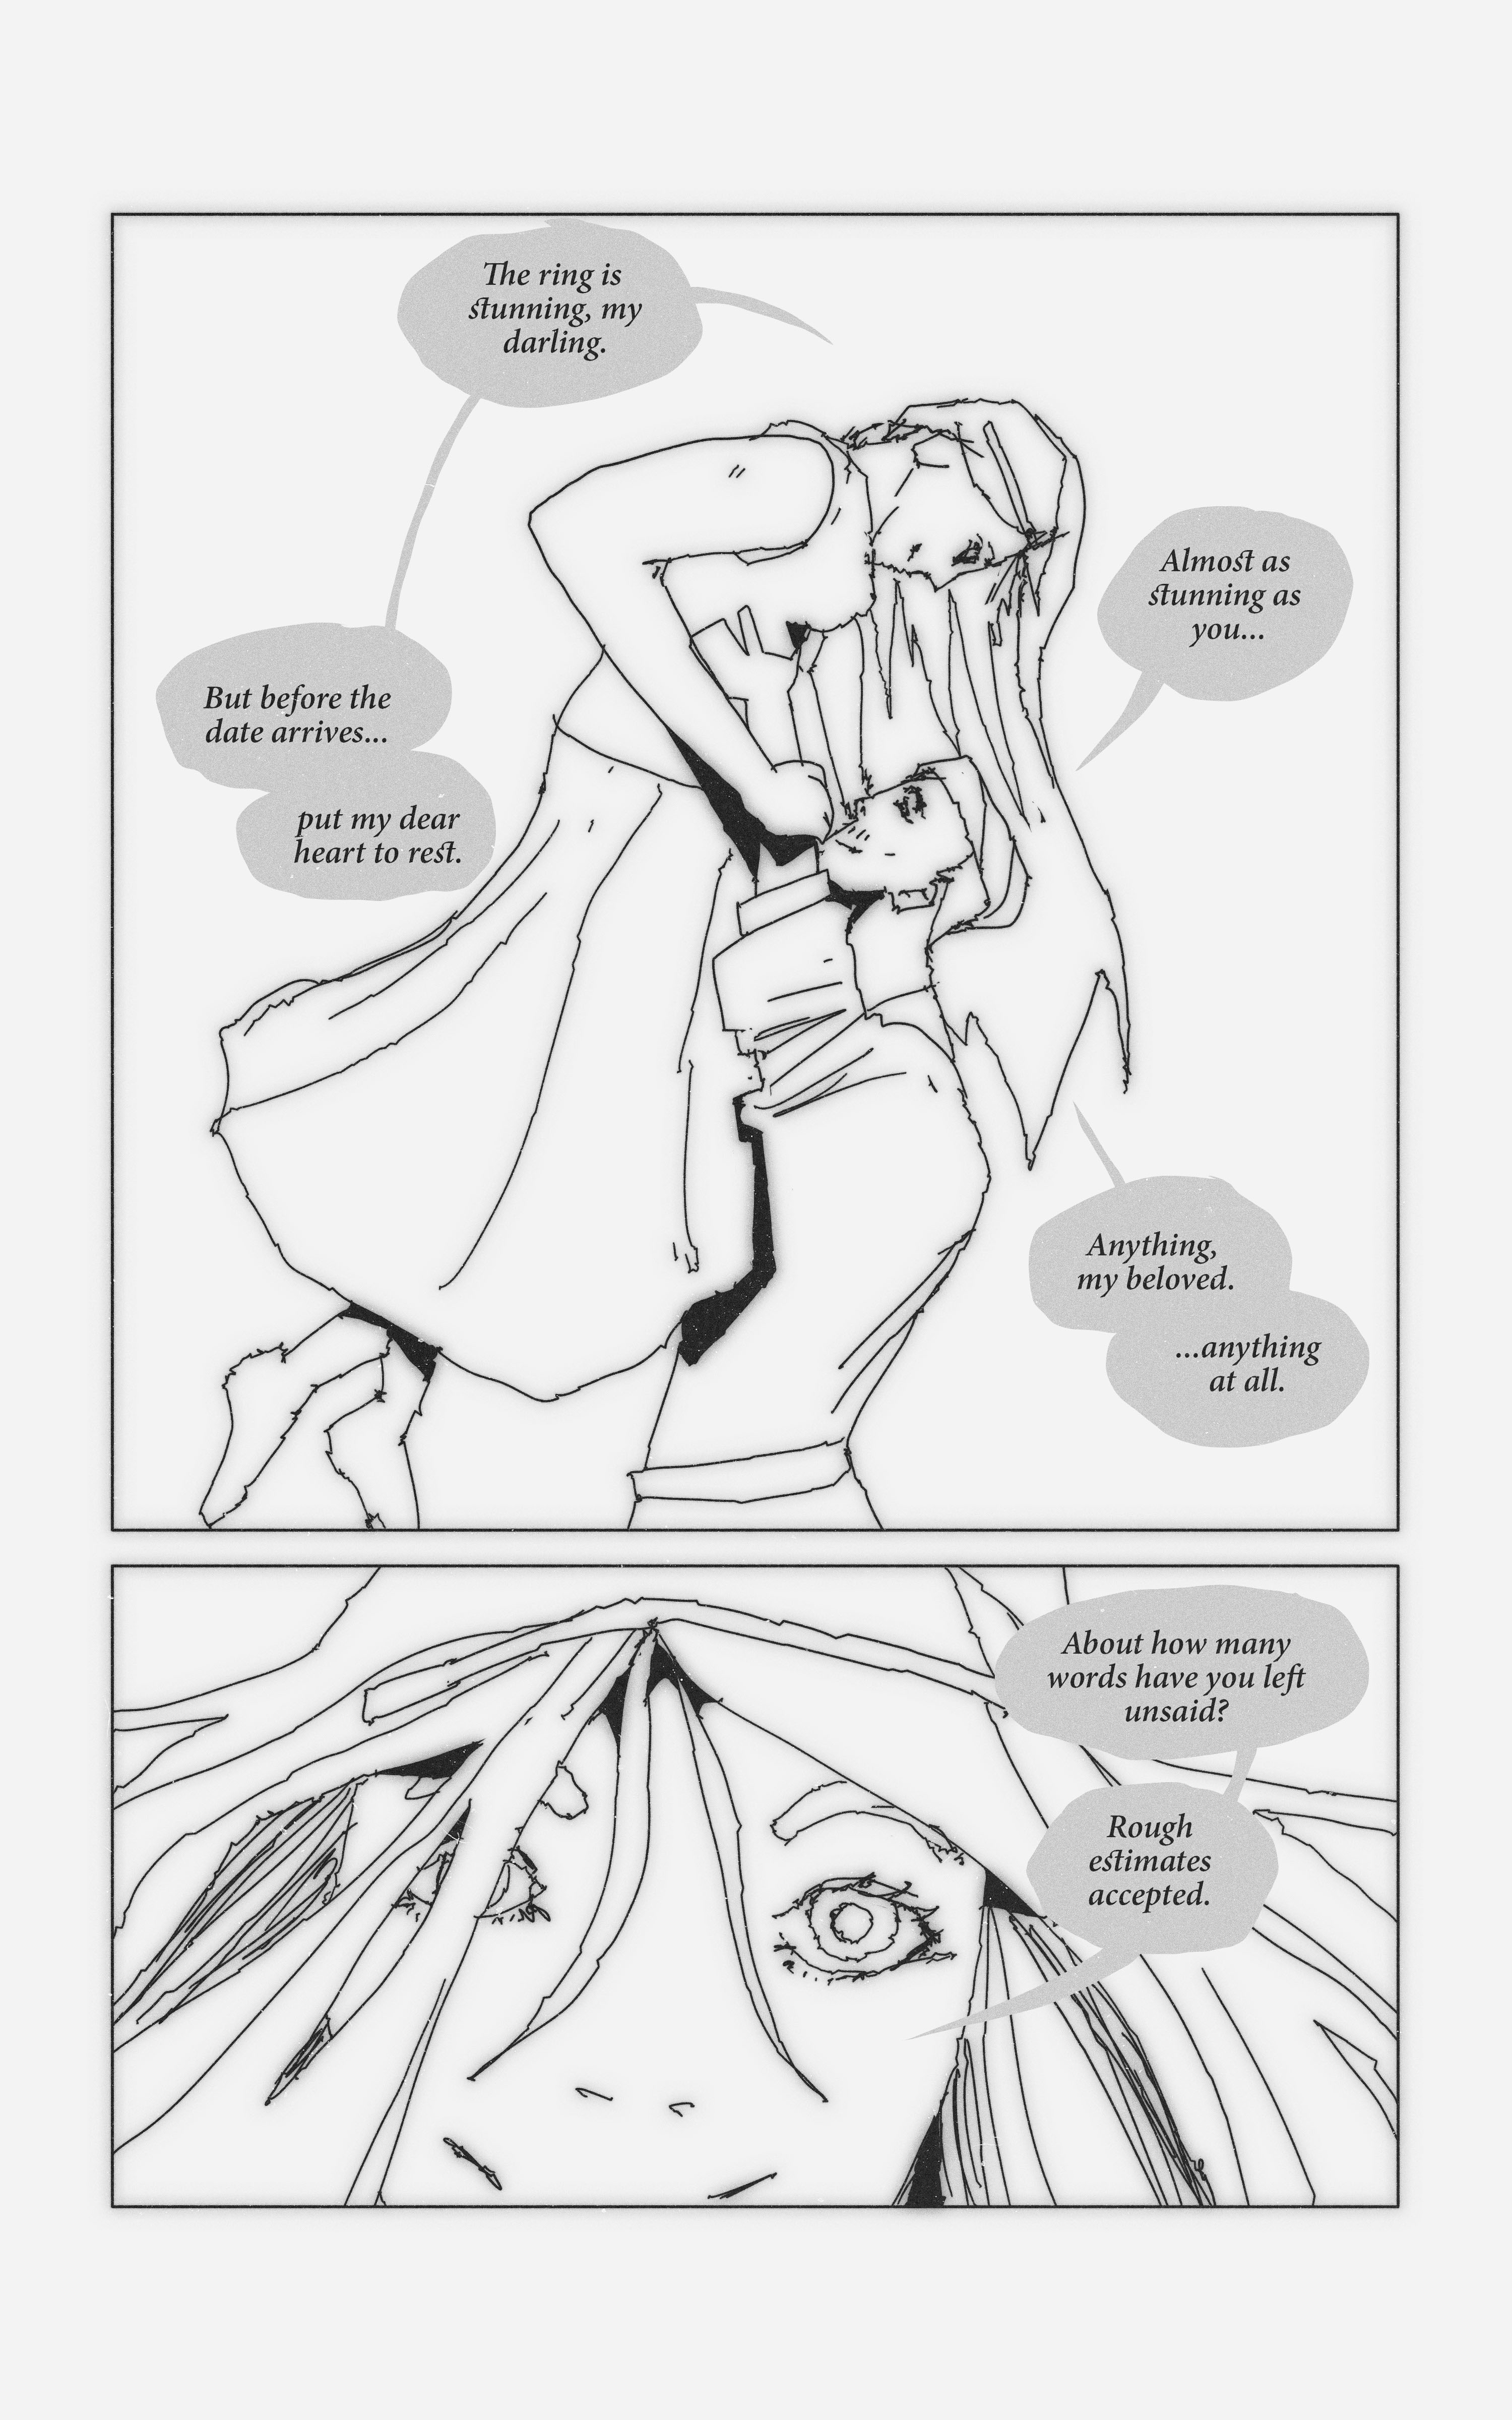 The ring is
stunning, my
darling.
Almost as
stunning as
you...
But before the
date arrives...
put my dear
heart to rest.
Anything,
my beloved.
...anything
at all.
About how many
words have you left
unsaid?
Rough
estimates
accepted.